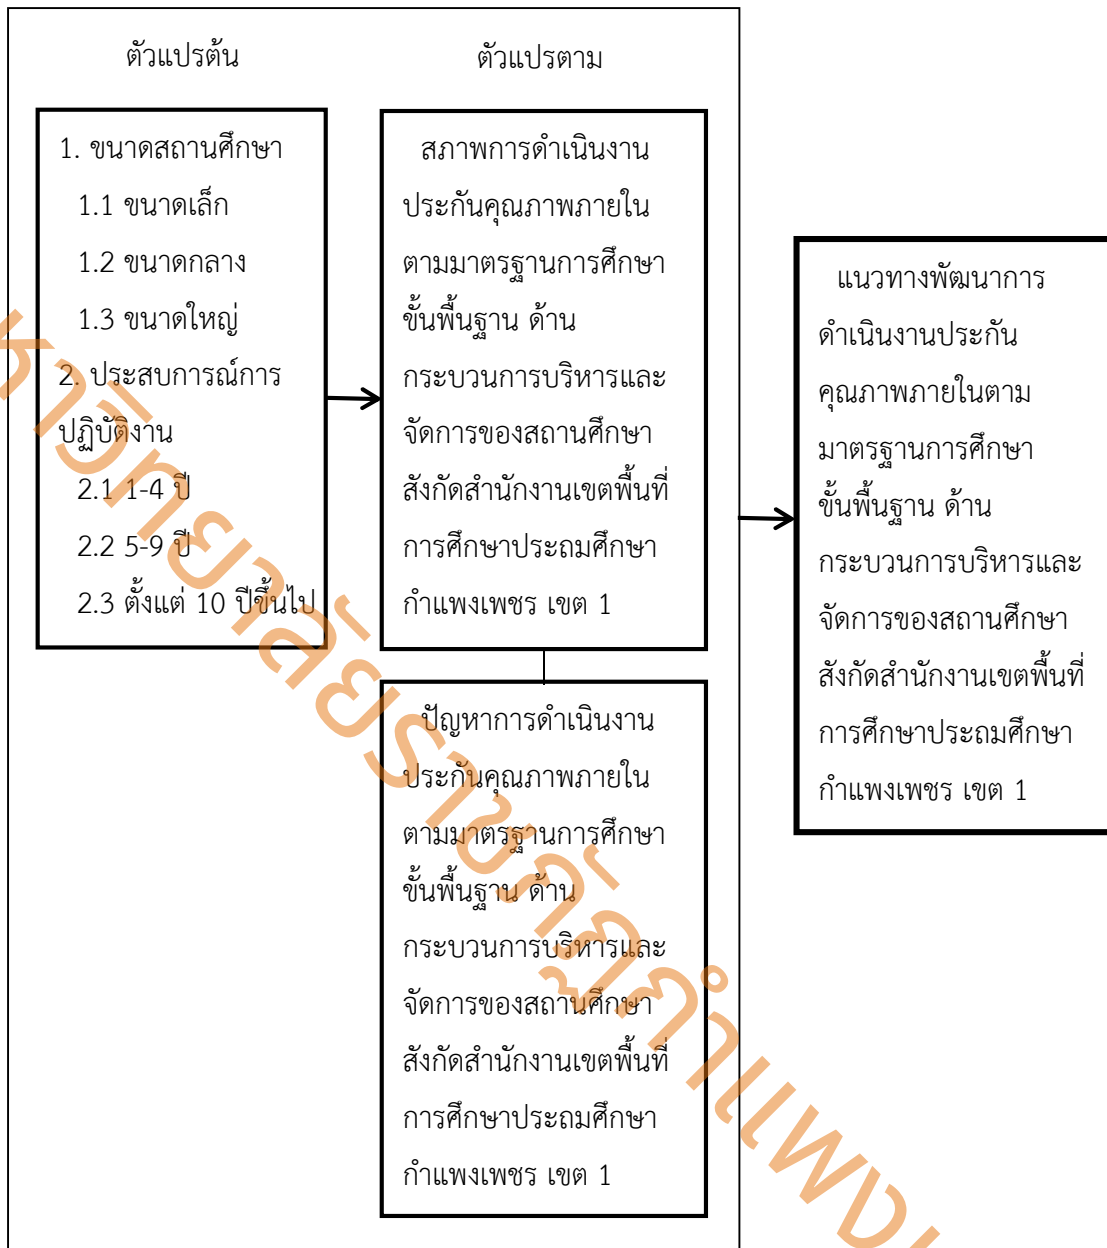 ตัวแปรต้น
ตัวแปรตาม
1. ขนาดสถานศึกษา
1.1 ขนาดเล็ก
1.2 ขนาดกลาง
1.3 ขนาดใหญ่
2. ประสบการณ์การ
ปฏิบัติงาน
2.1 1-4 ปี
2.2 5-9 ปี
2.3 ตั้งแต่ 10 ปีขึ้นไป
สภาพการดำเนินงาน
ประกันคุณภาพภายใน
ตามมาตรฐานการศึกษา
ขั้นพื้นฐาน ด้าน
กระบวนการบริหารและ
จัดการของสถานศึกษา
สังกัดสำนักงานเขตพื้นที่
การศึกษาประถมศึกษา
กำแพงเพชร เขต 1
ปัญหาการดำเนินงาน
ประกันคุณภาพภายใน
ตามมาตรฐานการศึกษา
ขั้นพื้นฐาน ด้าน
กระบวนการบริหารและ
จัดการของสถานศึกษา
สังกัดสำนักงานเขตพื้นที่
การศึกษาประถมศึกษา
กำแพงเพชร เขต 1
แนวทางพัฒนาการ
ดำเนินงานประกัน
คุณภาพภายในตาม
มาตรฐานการศึกษา
ขั้นพื้นฐาน ด้าน
กระบวนการบริหารและ
จัดการของสถานศึกษา
สังกัดสำนักงานเขตพื้นที่
การศึกษาประถมศึกษา
กำแพงเพชร เขต 1
หาวิทยาลัยราชภัฏกำแพง